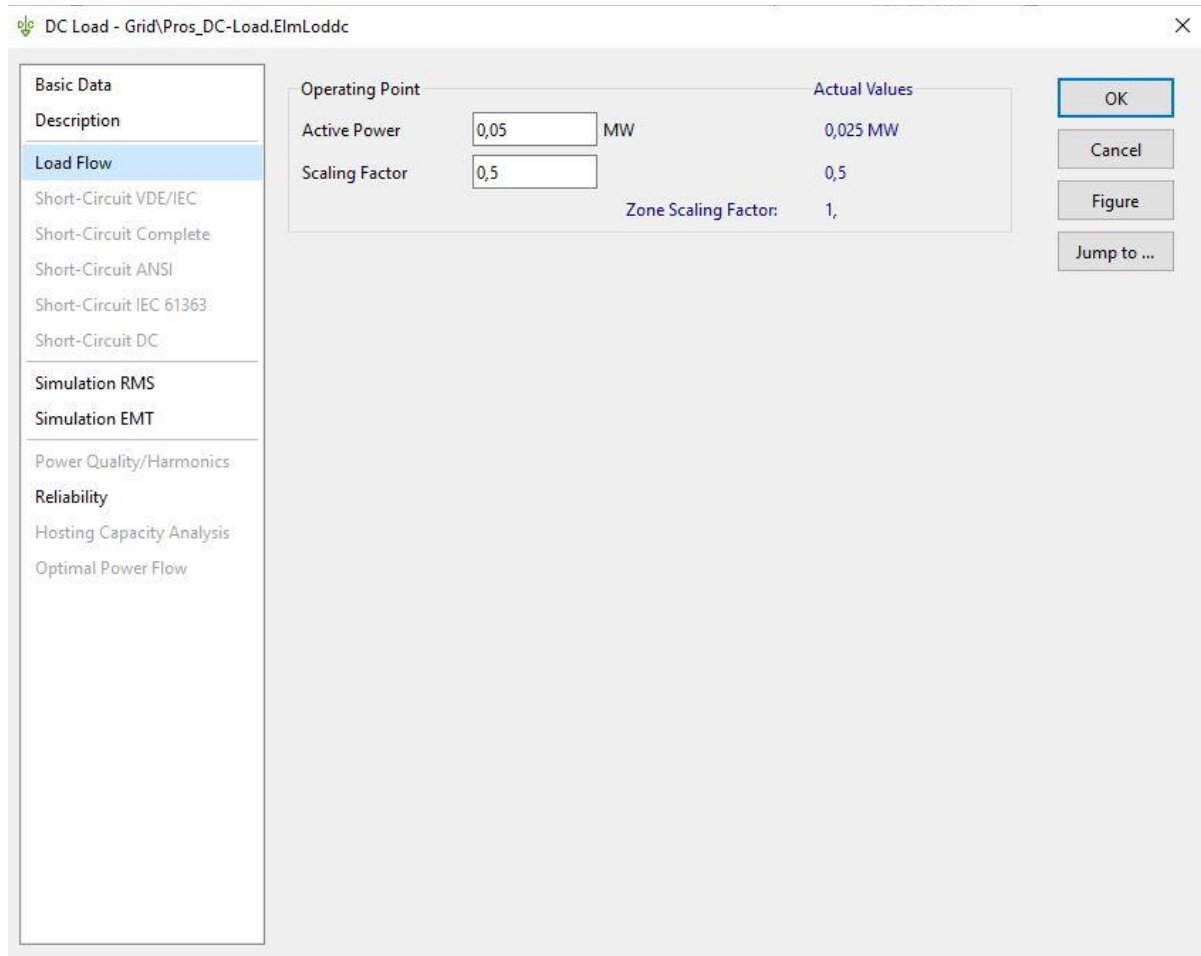 DC Load - Grid\Pros_DC-Load.ElmLoddc
Basic Data
Description
Load Flow
Short-Circuit VDE/IEC
Short-Circuit Complete
Short-Circuit ANSI
Short-Circuit IEC 61363
Short-Circuit DC
Simulation RMS
Simulation EMT
Power Quality/Harmonics
Reliability
Hosting Capacity Analysis
Optimal Power Flow
Operating Point Actual Values
Active Power 0,05 MW 0,025 MW
Scaling Factor 0,5 0,5
Zone Scaling Factor: 1,
OK
Cancel
Figure
Jump to ...